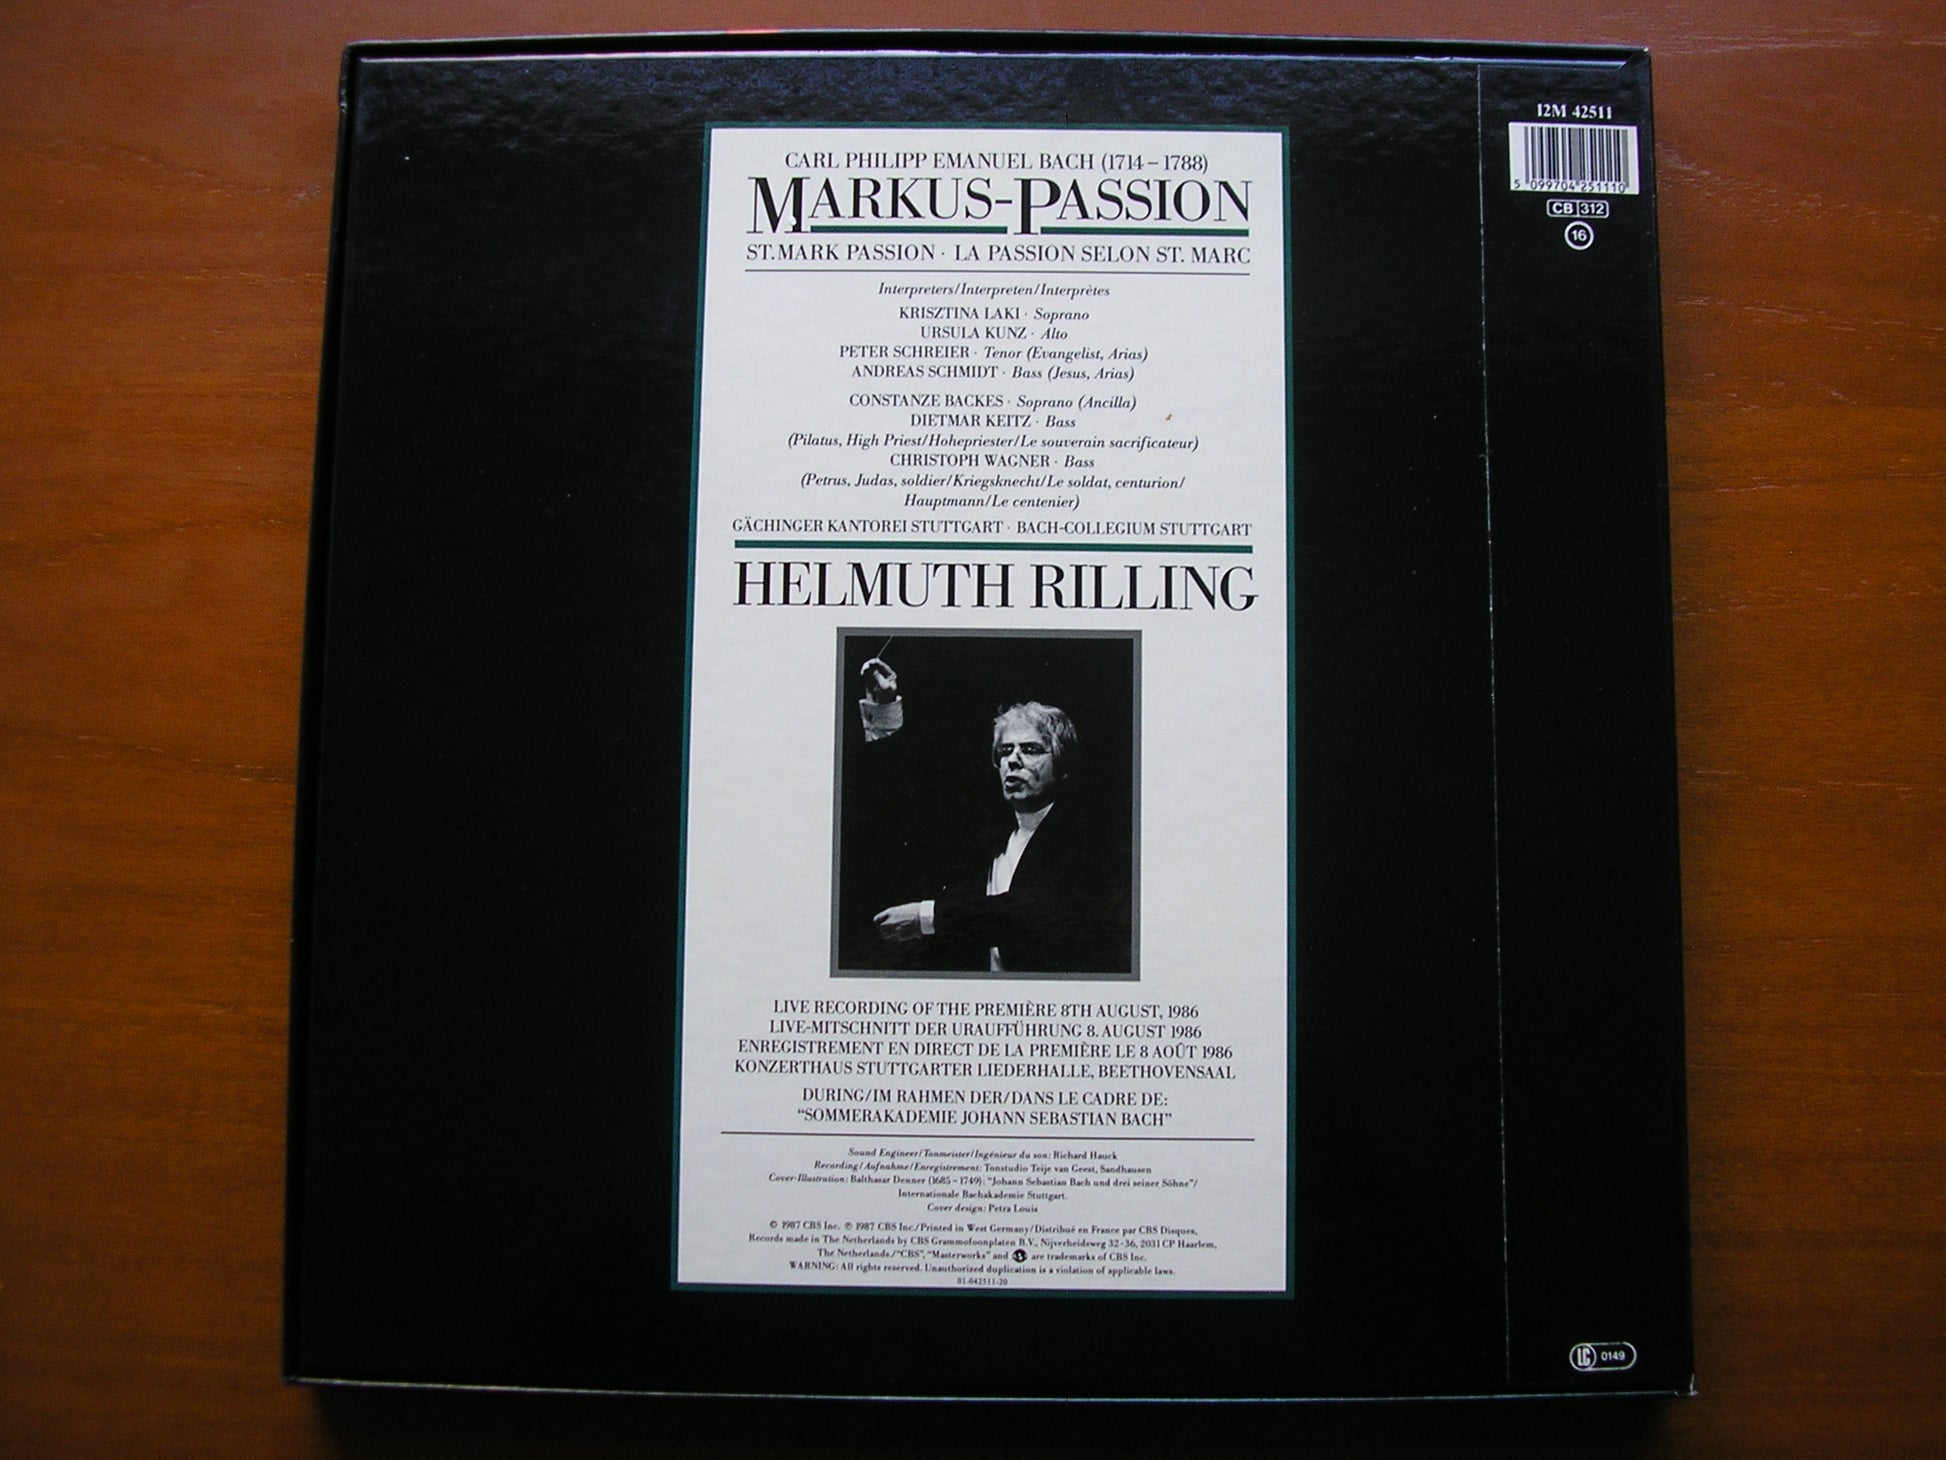 CARL PHILIPP EMANUEL BACH (1714 – 1788)
MARKUS-PASSION
ST. MARK PASSION · LA PASSION SELON ST. MARC
Interpreters/Interpreten/Interprètes
KRISZTINA LAKI · Soprano
URSULA KUNZ · Alto
PETER SCHREIER · Tenor (Evangelist, Arias)
ANDREAS SCHMIDT · Bass (Jesus, Arias)
CONSTANZE BACKES · Soprano (Ancilla)
DIETMAR KEITZ · Bass
(Pilatus, High Priest/Hohepriester/Le souverain sacrificateur)
CHRISTOPH WAGNER · Bass
(Petrus, Judas, soldier/Kriegsknecht/Le soldat, centurion/
Hauptmann/Le centenier)
GÄCHINGER KANTOREI STUTTGART · BACH-COLLEGIUM STUTTGART
HELMUTH RILLING
LIVE RECORDING OF THE PREMIÈRE 8TH AUGUST, 1986
LIVE-MITSCHNITT DER URAUFFÜHRUNG 8. AUGUST 1986
ENREGISTREMENT EN DIRECT DE LA PREMIÈRE LE 8 AOÛT 1986
KONZERTHAUS STUTTGARTER LIEDERHALLE, BEETHOVENSAAL
DURING/IM RAHMEN DER/DANS LE CADRE DE:
“SOMMERAKADEMIE JOHANN SEBASTIAN BACH”
Sound Engineer/Tonmeister/Ingénieur du son: Richard Hauck
Recording/Aufnahme/Enregistrement: Tonstudio Teije van Geest, Sandhausen
Cover-Illustration: Balthasar Denner (1685 – 1749): “Johann Sebastian Bach und drei seiner Söhne”/
Internationale Bachakademie Stuttgart.
Cover design: Petra Louis
© 1987 CBS Inc. ℗ 1987 CBS Inc./Printed in West Germany/Distribué en France par CBS Disques,
Records made in The Netherlands by CBS Grammofoonplaten B.V., Nijverheidsweg 32-36, 2031 CP Haarlem,
The Netherlands./“CBS”, “Masterworks” and are trademarks of CBS Inc.
WARNING: All rights reserved. Unauthorized duplication is a violation of applicable laws.
01-042511-20
I2M 42511
5 099704 251110
CB 312
16
LC 0149